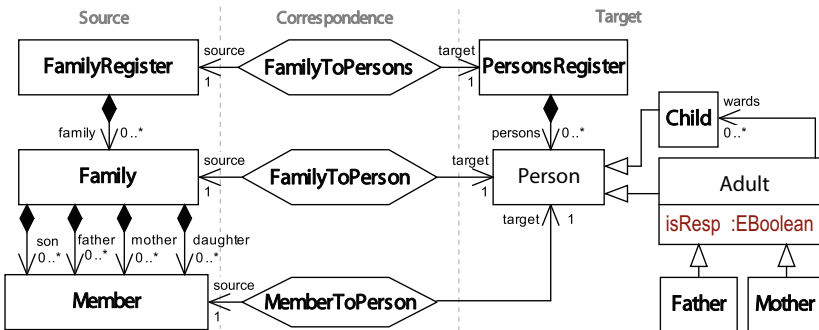 Source Correspondence Target
FamilyRegister
source
1
FamilyToPersons
target
1
PersonsRegister
family
0..*
persons
0..*
Child
wards
0..*
Family
source
1
FamilyToPerson
target
1
Person
Adult
isResp :EBoolean
son
0..*
father
0..*
mother
0..*
daughter
0..*
target
1
Member
source
1
MemberToPerson
Father
Mother